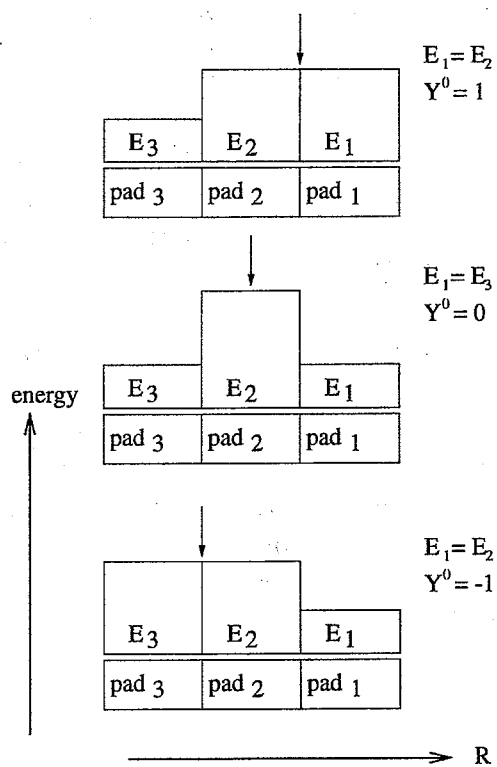 E₁=E₂
Y⁰= 1
E₃ E₂ E₁
pad ₃ pad ₂ pad ₁
E₁=E₃
Y⁰= 0
E₃ E₂ E₁
energy
pad ₃ pad ₂ pad ₁
E₁=E₂
Y⁰= -1
E₃ E₂ E₁
pad ₃ pad ₂ pad ₁
R